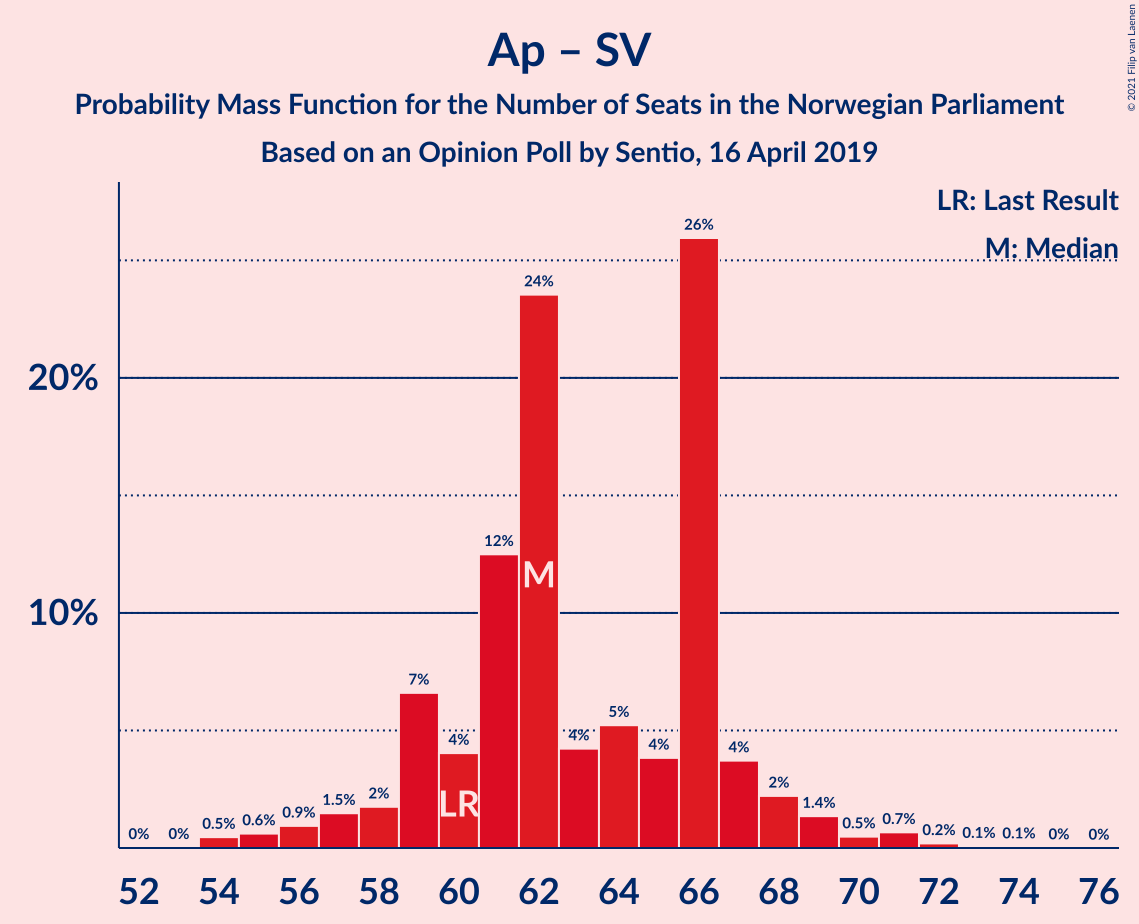 Ap – SV
Probability Mass Function for the Number of Seats in the Norwegian Parliament
Based on an Opinion Poll by Sentio, 16 April 2019
© 2021 Filip van Laenen
LR: Last Result
M: Median
20%
10%
0% 0% 0.5% 0.6% 0.9% 1.5% 2% 7% 4% 12% 24% 4% 5% 4% 26% 4% 2% 1.4% 0.5% 0.7% 0.2% 0.1% 0.1% 0% 0%
M
LR
52 54 56 58 60 62 64 66 68 70 72 74 76